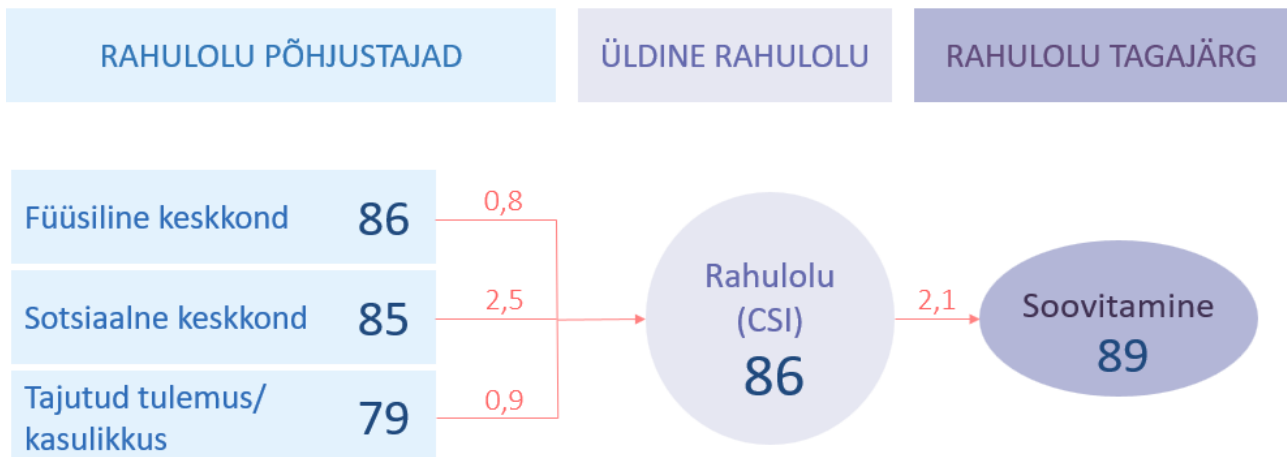 RAHULOLU PÕHJUSTAJAD
ÜLDINE RAHULOLU
RAHULOLU TAGAJÄRG
Füüsiline keskkond 86
0,8
Sotsiaalne keskkond 85
2,5
Tajutud tulemus/
kasulikkus 79
0,9
Rahulolu
(CSI)
86
2,1
Soovitamine
89